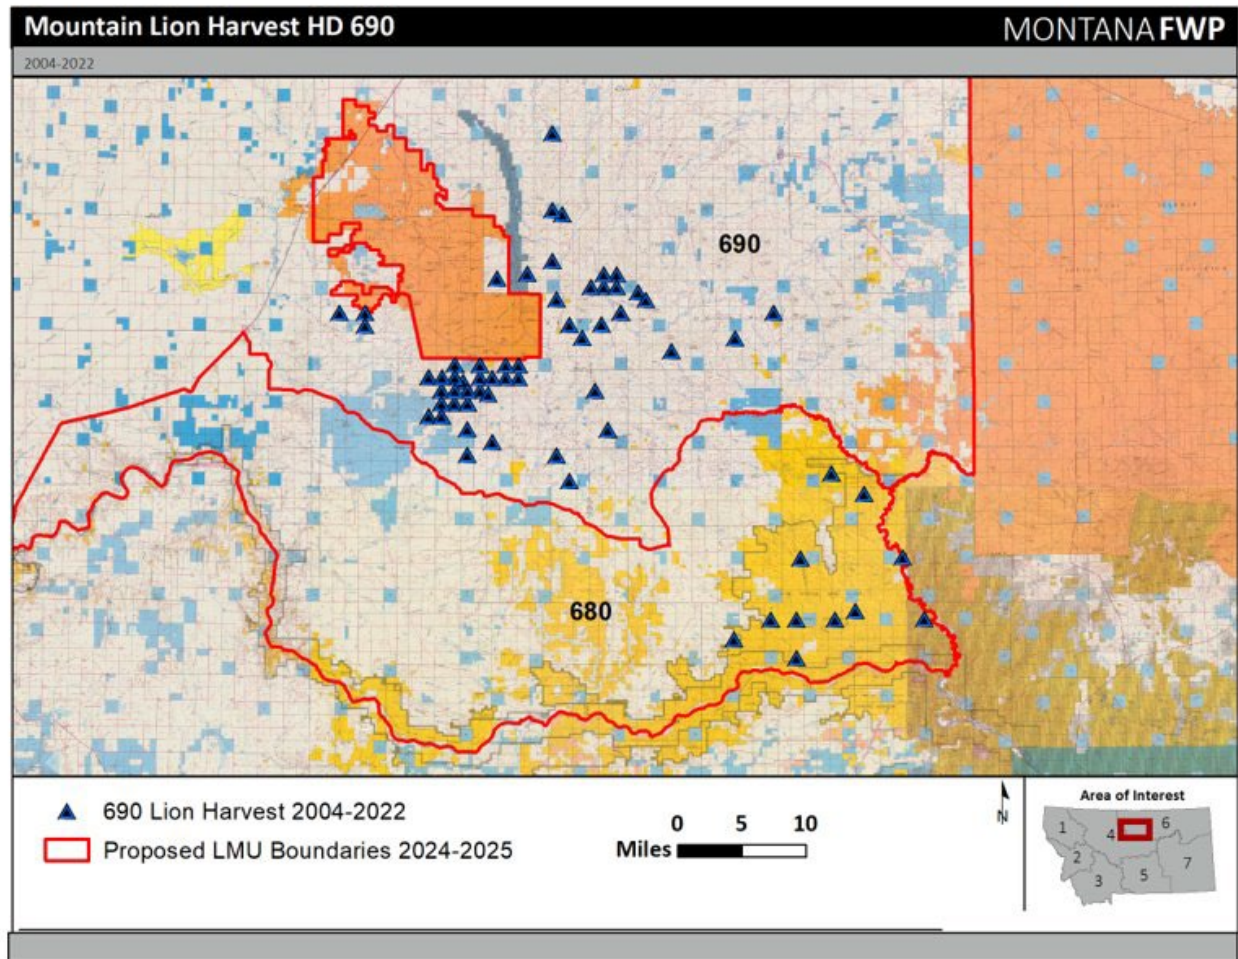 Mountain Lion Harvest HD 690
MONTANA FWP
2004-2022
690
680
690 Lion Harvest 2004-2022
Proposed LMU Boundaries 2024-2025
0 5 10
Miles
N
Area of Interest
1
4
6
2
3
5
7